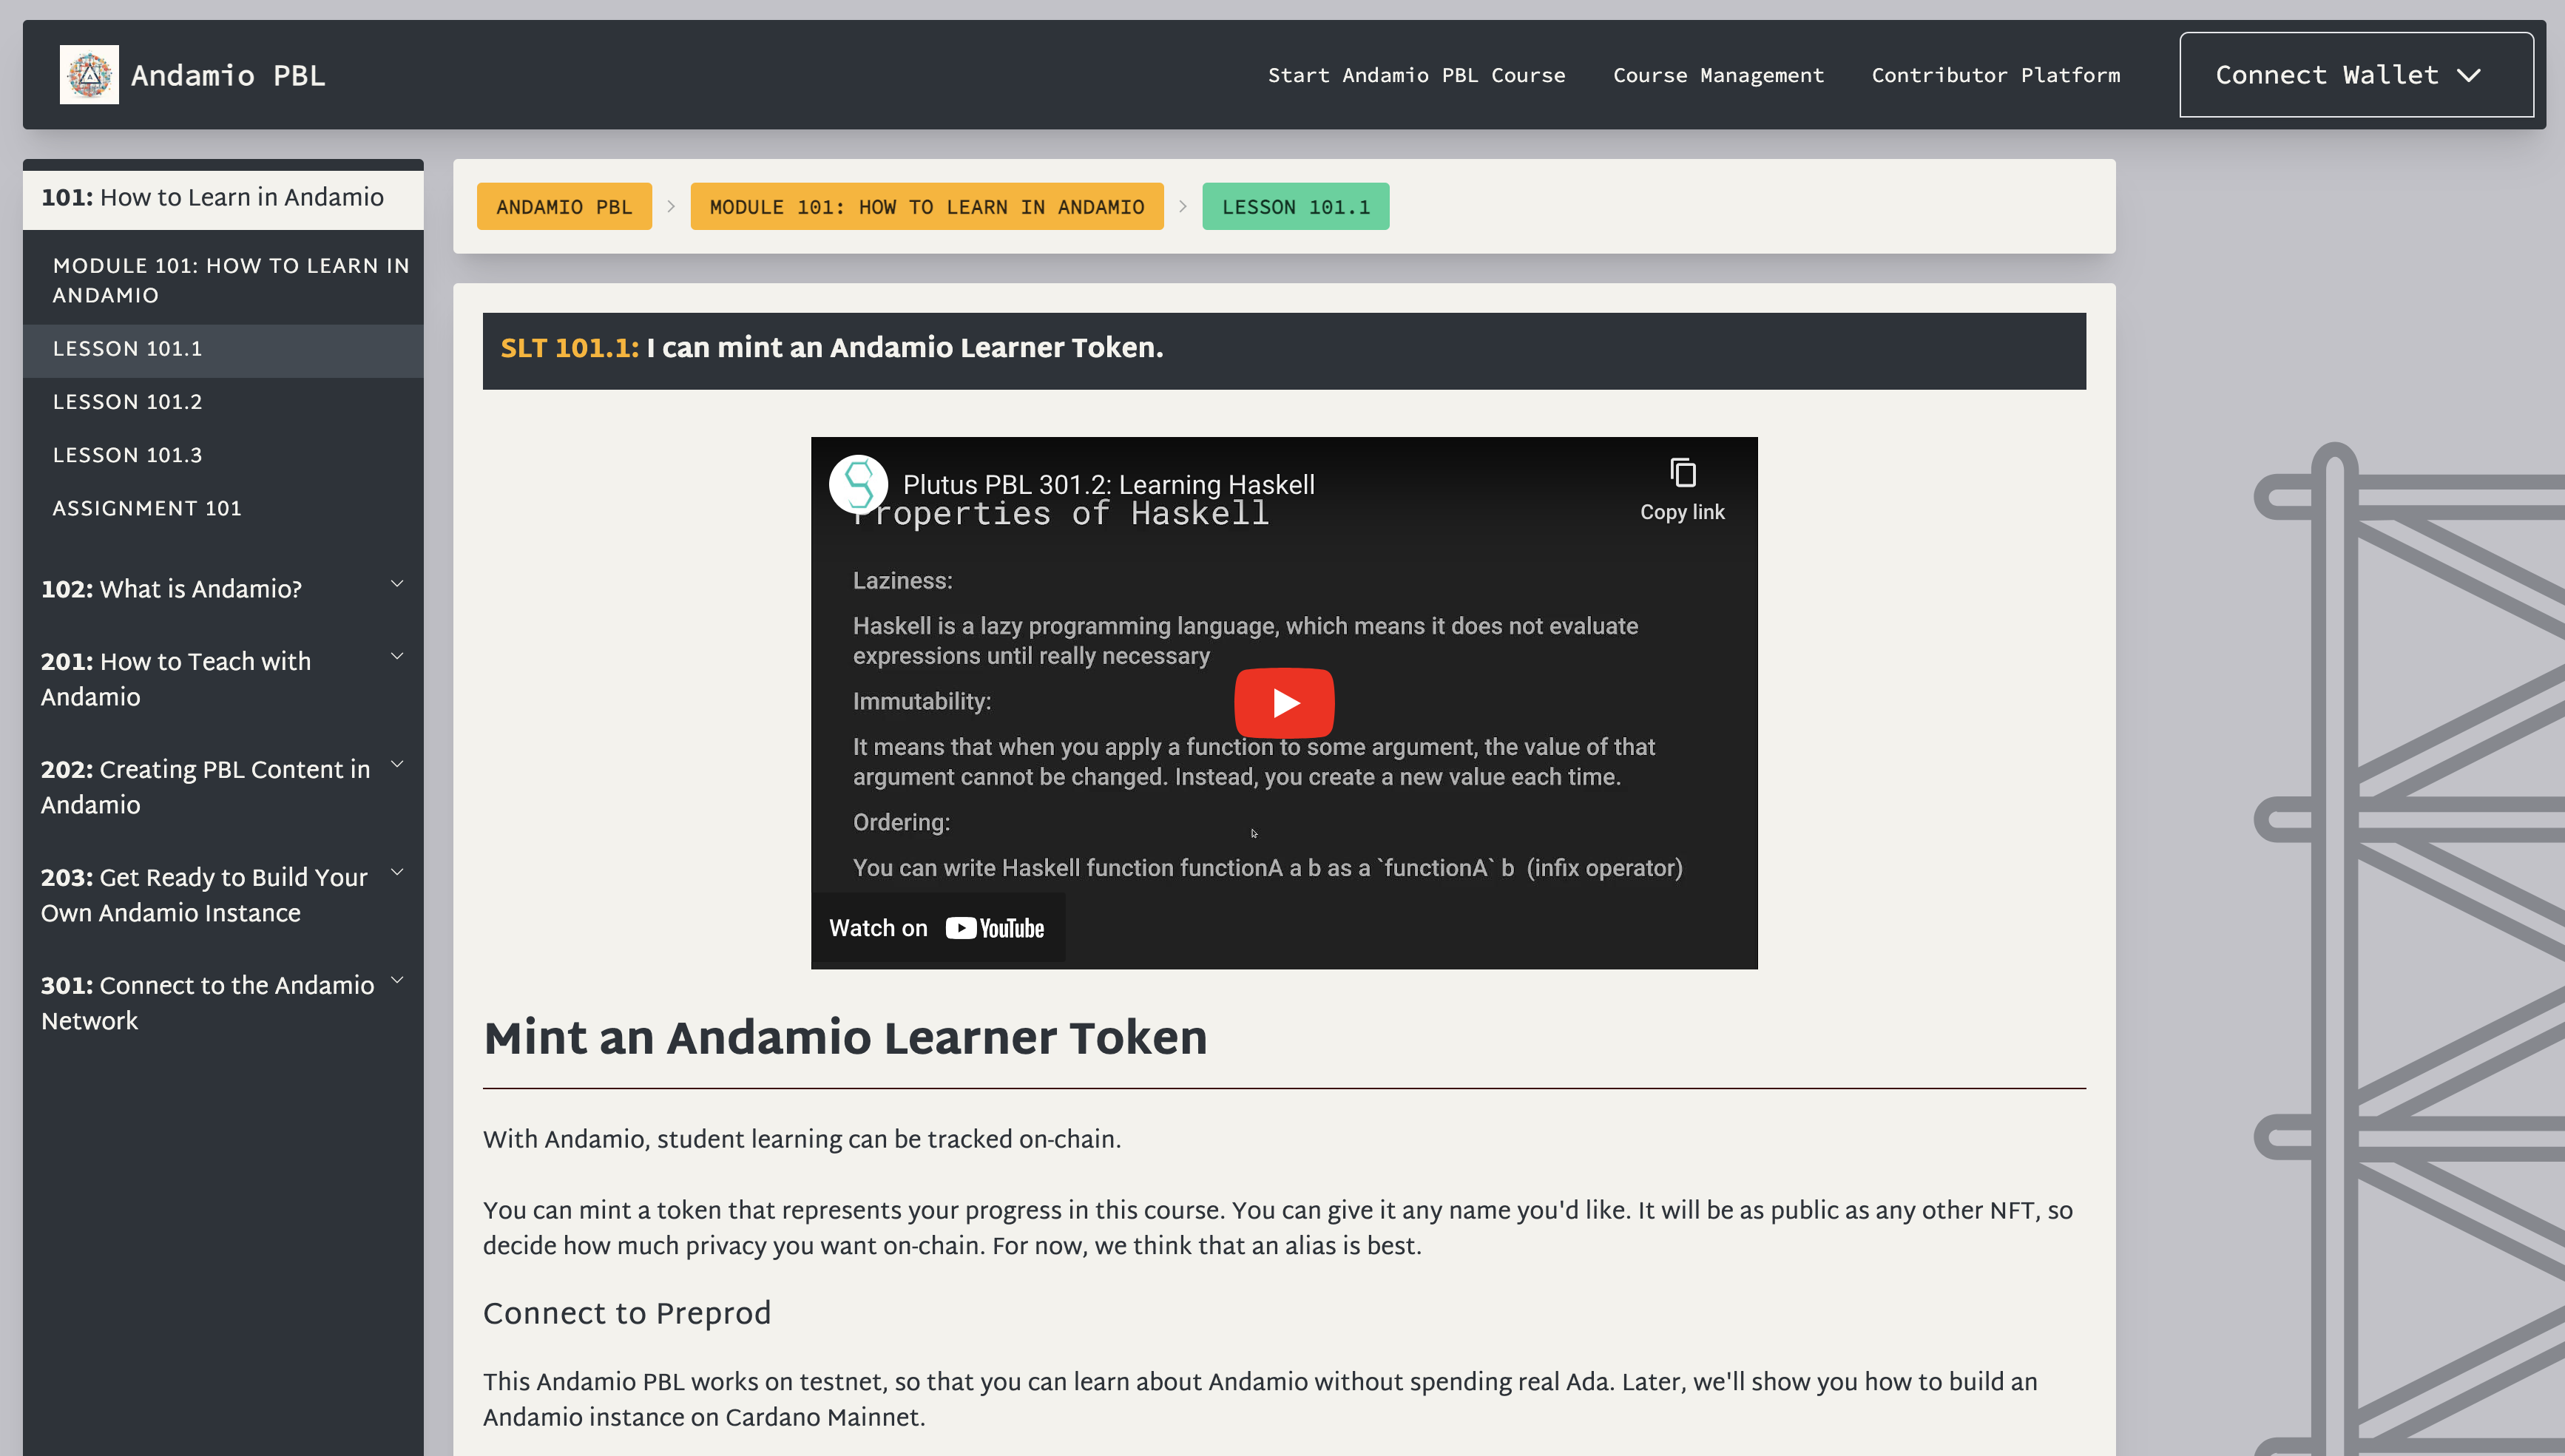 Andamio PBL
Start Andamio PBL Course
Course Management
Contributor Platform
Connect Wallet
101: How to Learn in Andamio
MODULE 101: HOW TO LEARN IN
ANDAMIO
LESSON 101.1
LESSON 101.2
LESSON 101.3
ASSIGNMENT 101
102: What is Andamio?
201: How to Teach with
Andamio
202: Creating PBL Content in
Andamio
203: Get Ready to Build Your
Own Andamio Instance
301: Connect to the Andamio
Network
ANDAMIO PBL
MODULE 101: HOW TO LEARN IN ANDAMIO
LESSON 101.1
SLT 101.1: I can mint an Andamio Learner Token.
Plutus PBL 301.2: Learning Haskell
Copy link
Properties of Haskell
Laziness:
Haskell is a lazy programming language, which means it does not evaluate
expressions until really necessary
Immutability:
It means that when you apply a function to some argument, the value of that
argument cannot be changed. Instead, you create a new value each time.
Ordering:
You can write Haskell function functionA a b as a `functionA` b (infix operator)
Watch on YouTube
Mint an Andamio Learner Token
With Andamio, student learning can be tracked on-chain.
You can mint a token that represents your progress in this course. You can give it any name you'd like. It will be as public as any other NFT, so
decide how much privacy you want on-chain. For now, we think that an alias is best.
Connect to Preprod
This Andamio PBL works on testnet, so that you can learn about Andamio without spending real Ada. Later, we'll show you how to build an
Andamio instance on Cardano Mainnet.